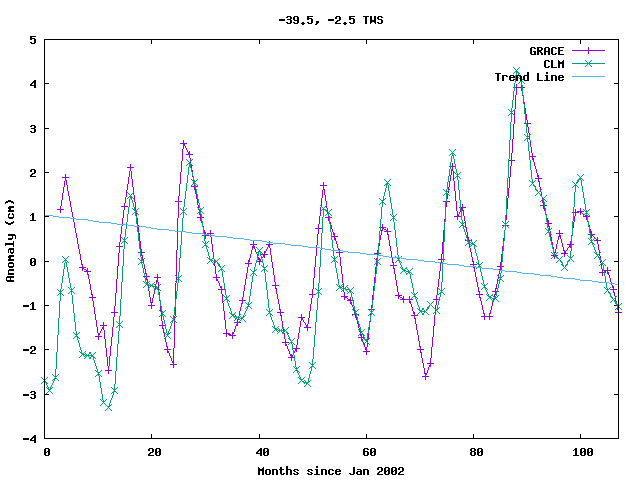 -39.5, -2.5 TWS
GRACE
CLM
Trend Line
5
4
3
2
1
0
-1
-2
-3
-4
Anomaly (cm)
0 20 40 60 80 100
Months since Jan 2002